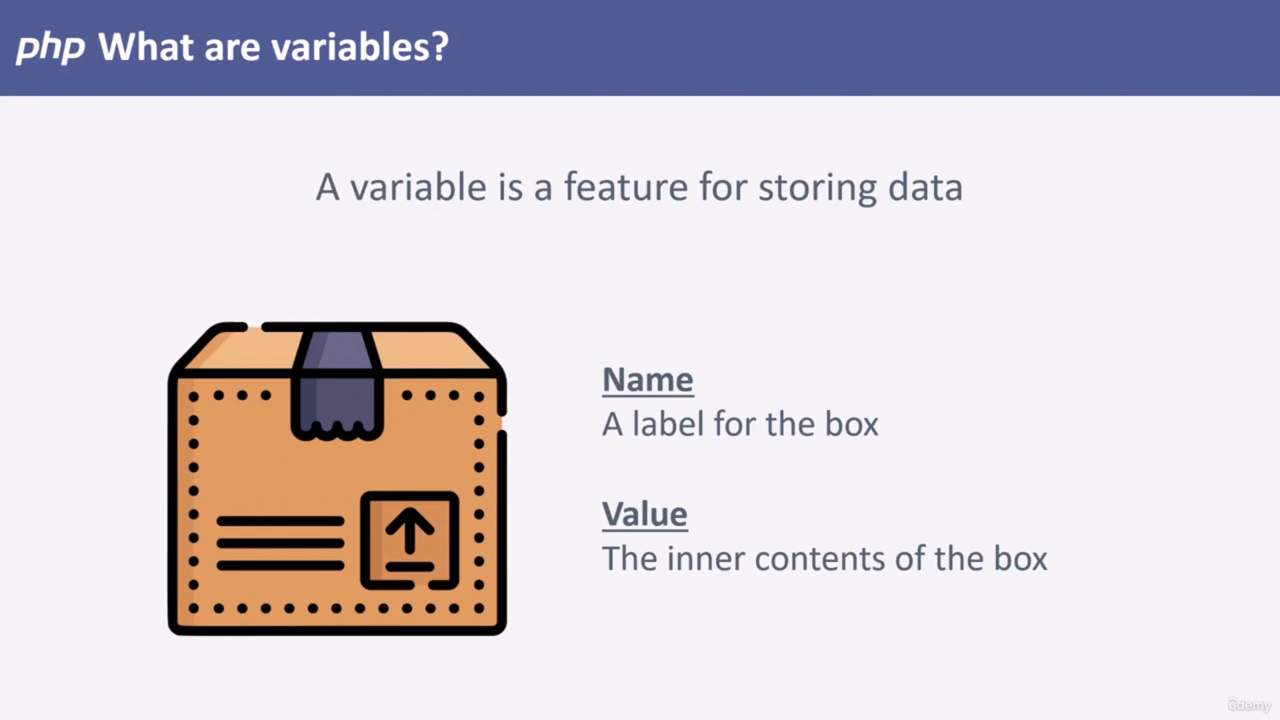 php What are variables?
A variable is a feature for storing data
Name
A label for the box
Value
The inner contents of the box
ûdemy